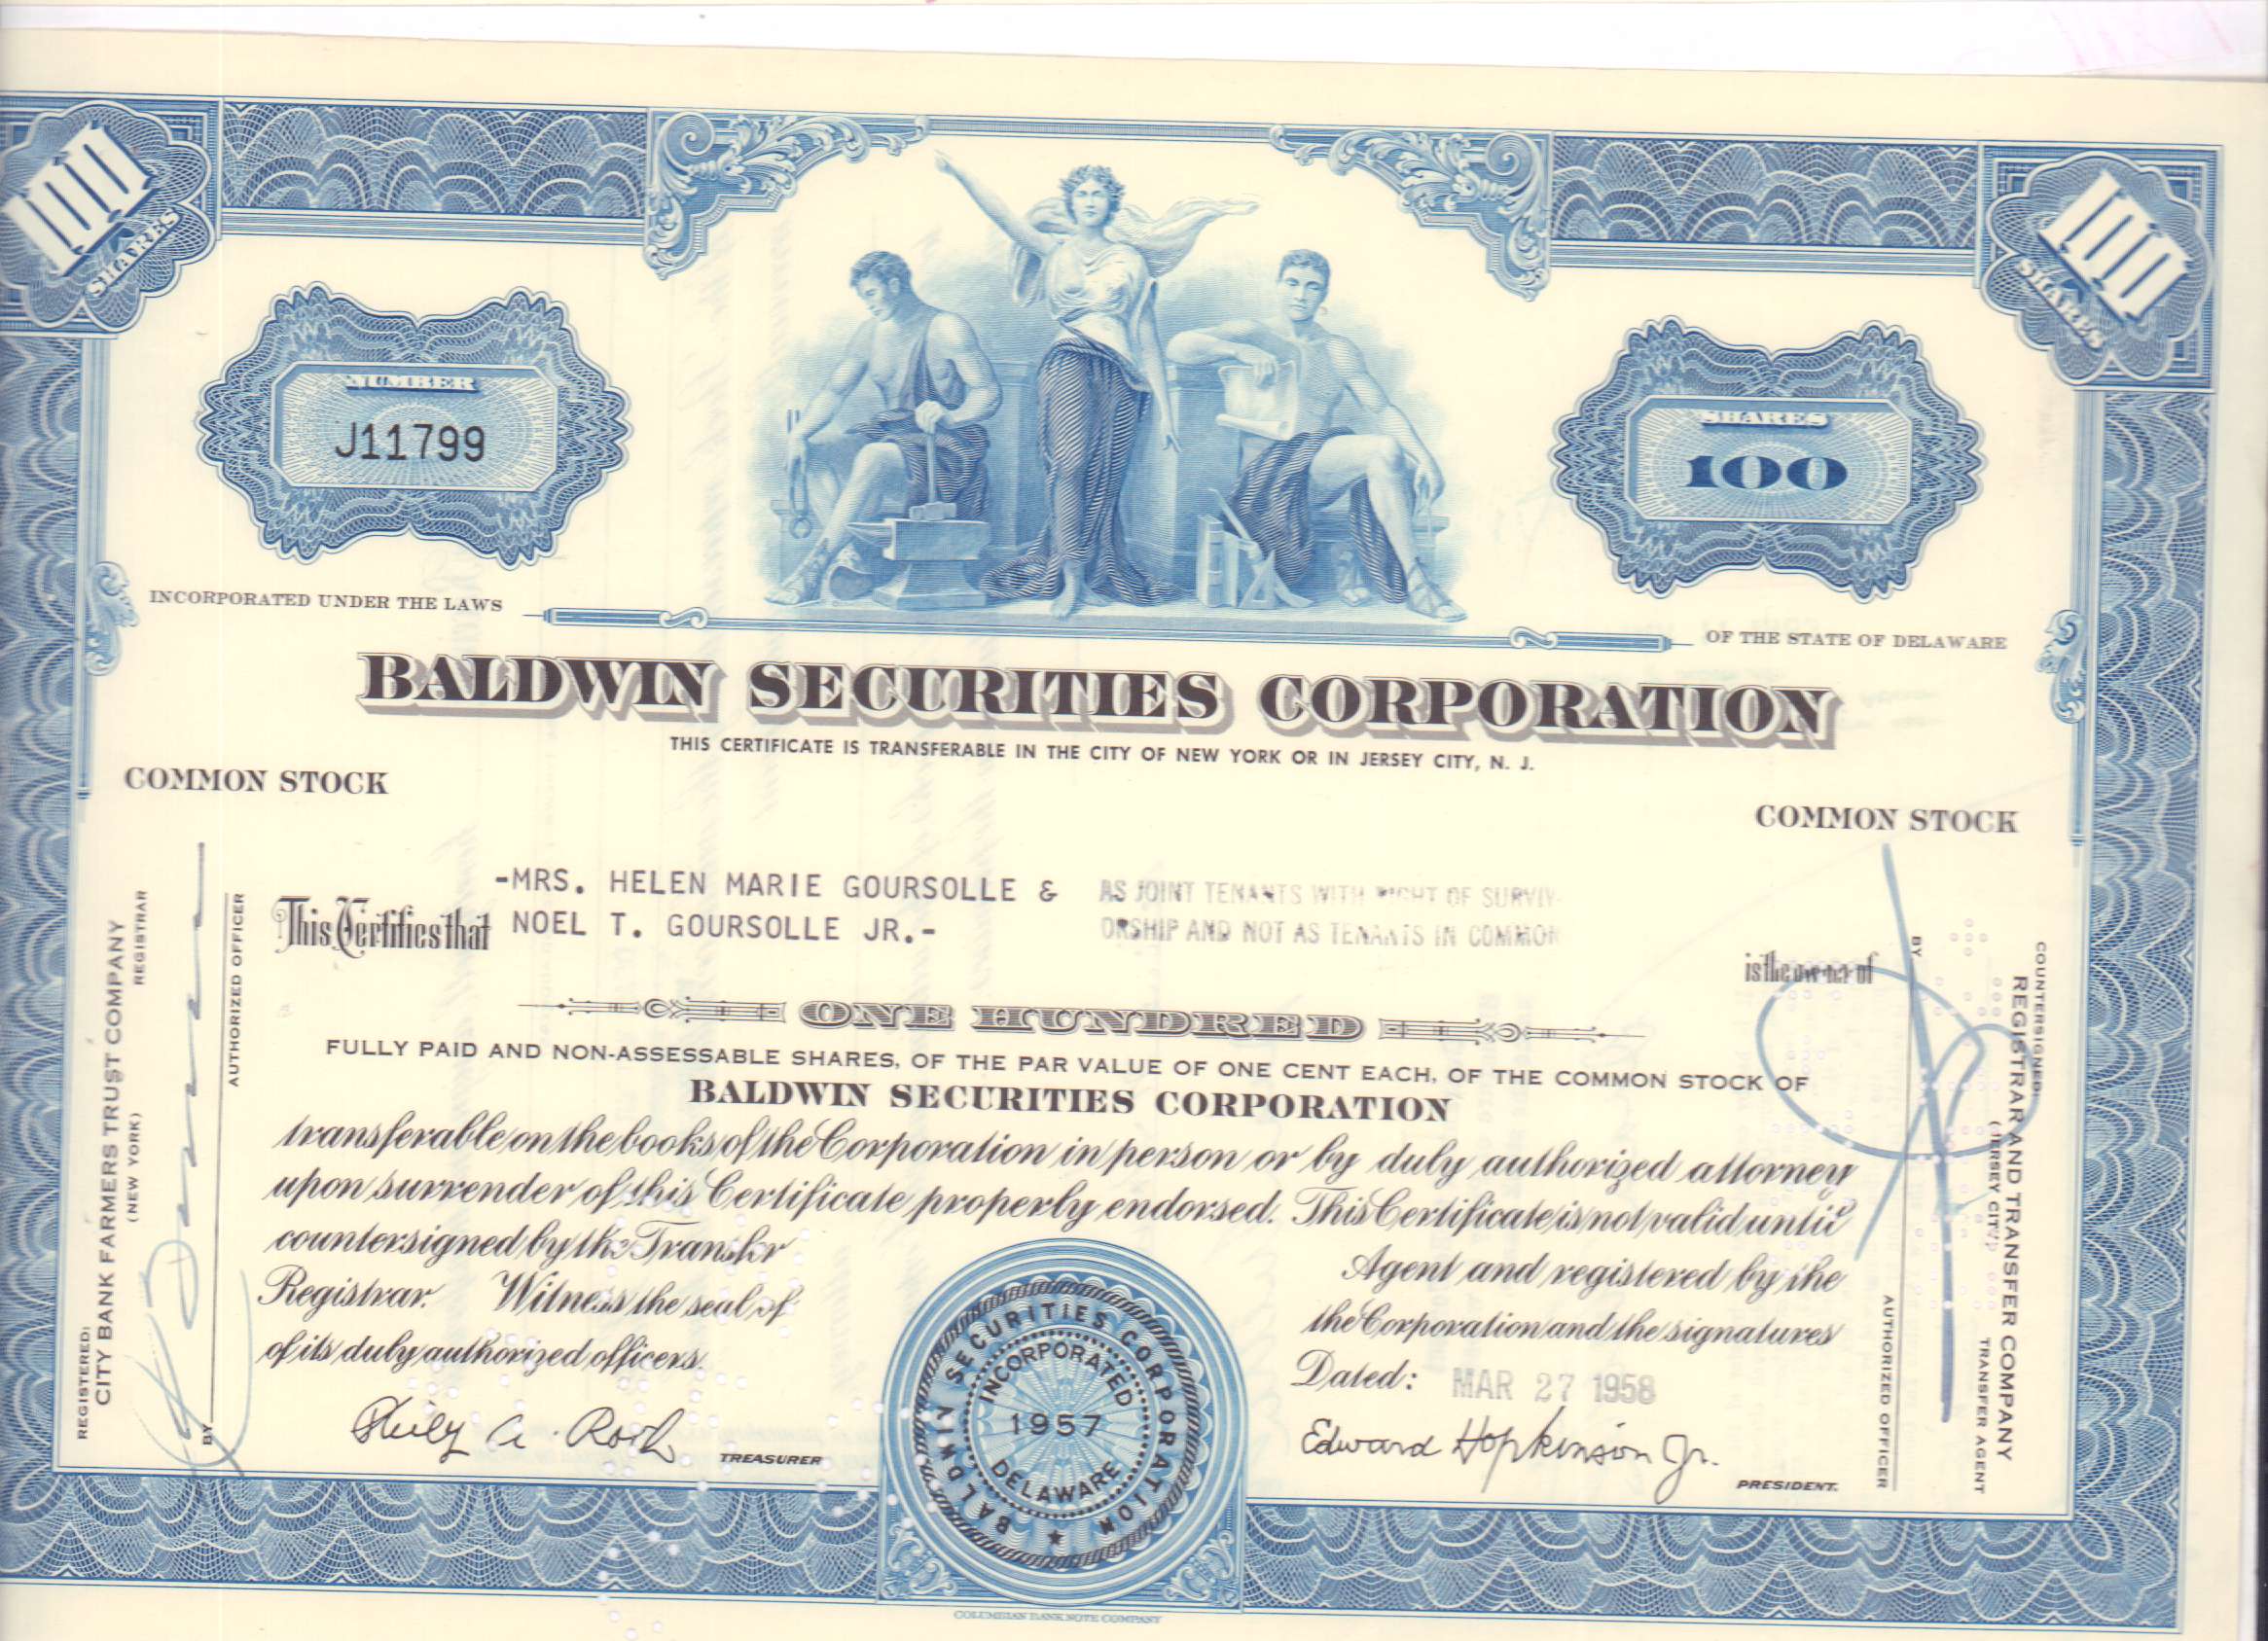 100
SHARES
100
SHARES
NUMBER
J11799
SHARES
100
INCORPORATED UNDER THE LAWS
OF THE STATE OF DELAWARE
BALDWIN SECURITIES CORPORATION
THIS CERTIFICATE IS TRANSFERABLE IN THE CITY OF NEW YORK OR IN JERSEY CITY, N. J.
COMMON STOCK
COMMON STOCK
This Certifies that
-MRS. HELEN MARIE GOURSOLLE &
NOEL T. GOURSOLLE JR.-
AS JOINT TENANTS WITH RIGHT OF SURVIV-
ORSHIP AND NOT AS TENANTS IN COMMON
is the owner of
ONE HUNDRED
FULLY PAID AND NON-ASSESSABLE SHARES, OF THE PAR VALUE OF ONE CENT EACH, OF THE COMMON STOCK OF
BALDWIN SECURITIES CORPORATION
transferable on the books of the Corporation in person or by duly authorized attorney
upon surrender of this Certificate properly endorsed. This Certificate is not valid until
countersigned by the Transfer Agent and registered by the
Registrar. Witness the seal of the Corporation and the signatures
of its duly authorized officers.
Dated: MAR 27 1958
TREASURER
Edward Hopkinson Jr.
PRESIDENT.
BALDWIN SECURITIES CORPORATION
INCORPORATED
1957
DELAWARE
REGISTERED:
CITY BANK FARMERS TRUST COMPANY
(NEW YORK)
REGISTRAR
BY
AUTHORIZED OFFICER
COUNTERSIGNED:
REGISTRAR AND TRANSFER COMPANY
(JERSEY CITY)
TRANSFER AGENT
BY
AUTHORIZED OFFICER
COLUMBIAN BANK NOTE COMPANY